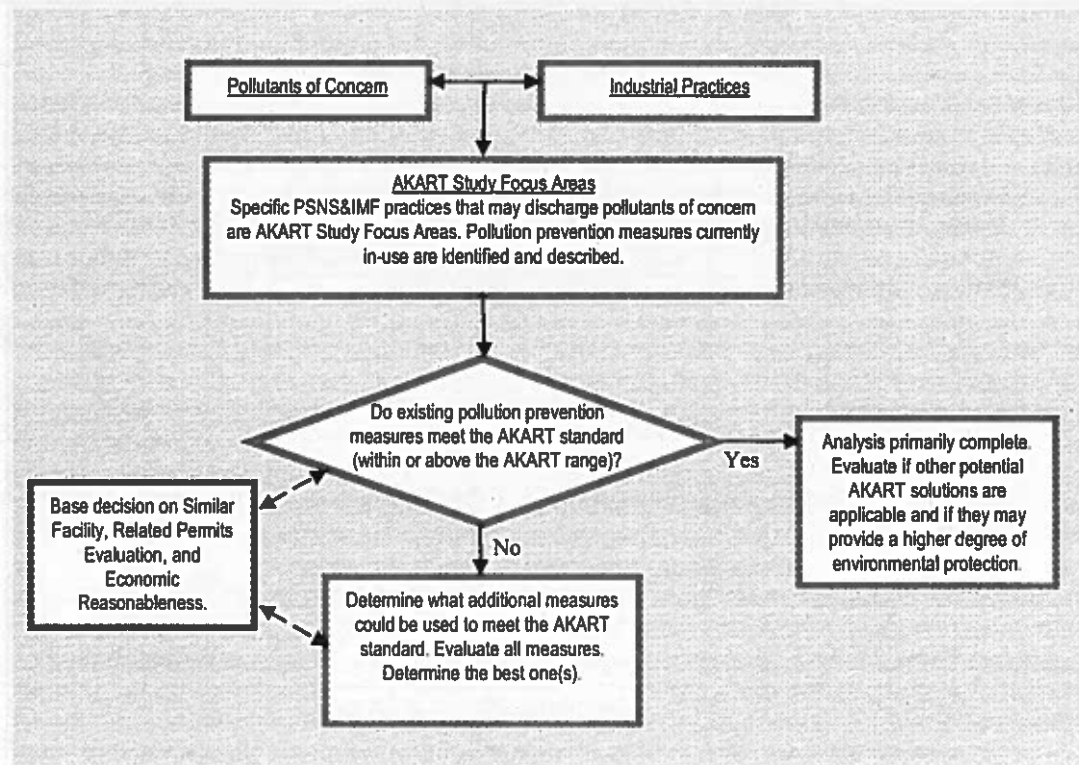 Pollutants of Concern
Industrial Practices
AKART Study Focus Areas
Specific PSNS&IMF practices that may discharge pollutants of concern
are AKART Study Focus Areas. Pollution prevention measures currently
in-use are identified and described.
Do existing pollution prevention
measures meet the AKART standard
(within or above the AKART range)?
Yes
Analysis primarily complete.
Evaluate if other potential
AKART solutions are
applicable and if they may
provide a higher degree of
environmental protection.
Base decision on Similar
Facility, Related Permits
Evaluation, and
Economic
Reasonableness.
No
Determine what additional measures
could be used to meet the AKART
standard. Evaluate all measures.
Determine the best one(s).